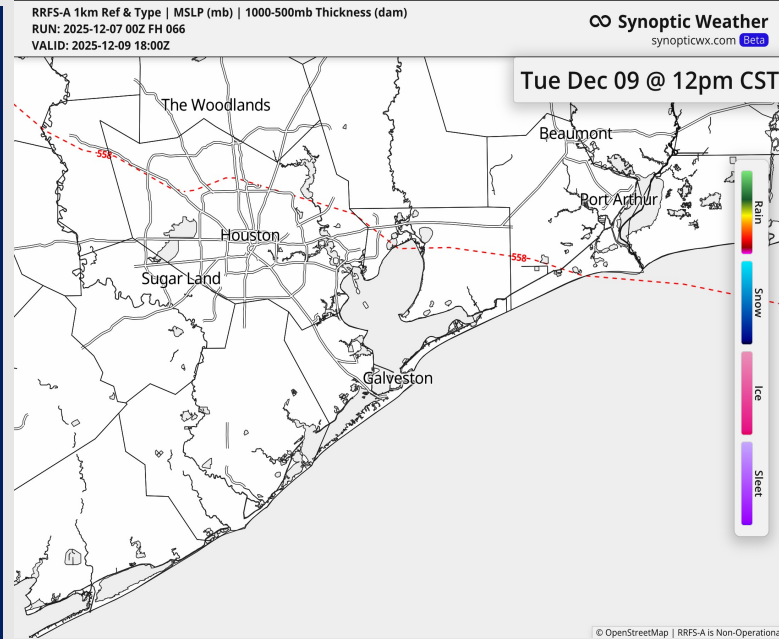 RRFS-A 1km Ref & Type | MSLP (mb) | 1000-500mb Thickness (dam)
RUN: 2025-12-07 00Z FH 066
VALID: 2025-12-09 18:00Z
Synoptic Weather
synopticwx.com Beta
Tue Dec 09 @ 12pm CST
The Woodlands
Beaumont
558
Port Arthur
Houston
558
Sugar Land
Galveston
Rain
Snow
Ice
Sleet
© OpenStreetMap | RRFS-A is Non-Operationa